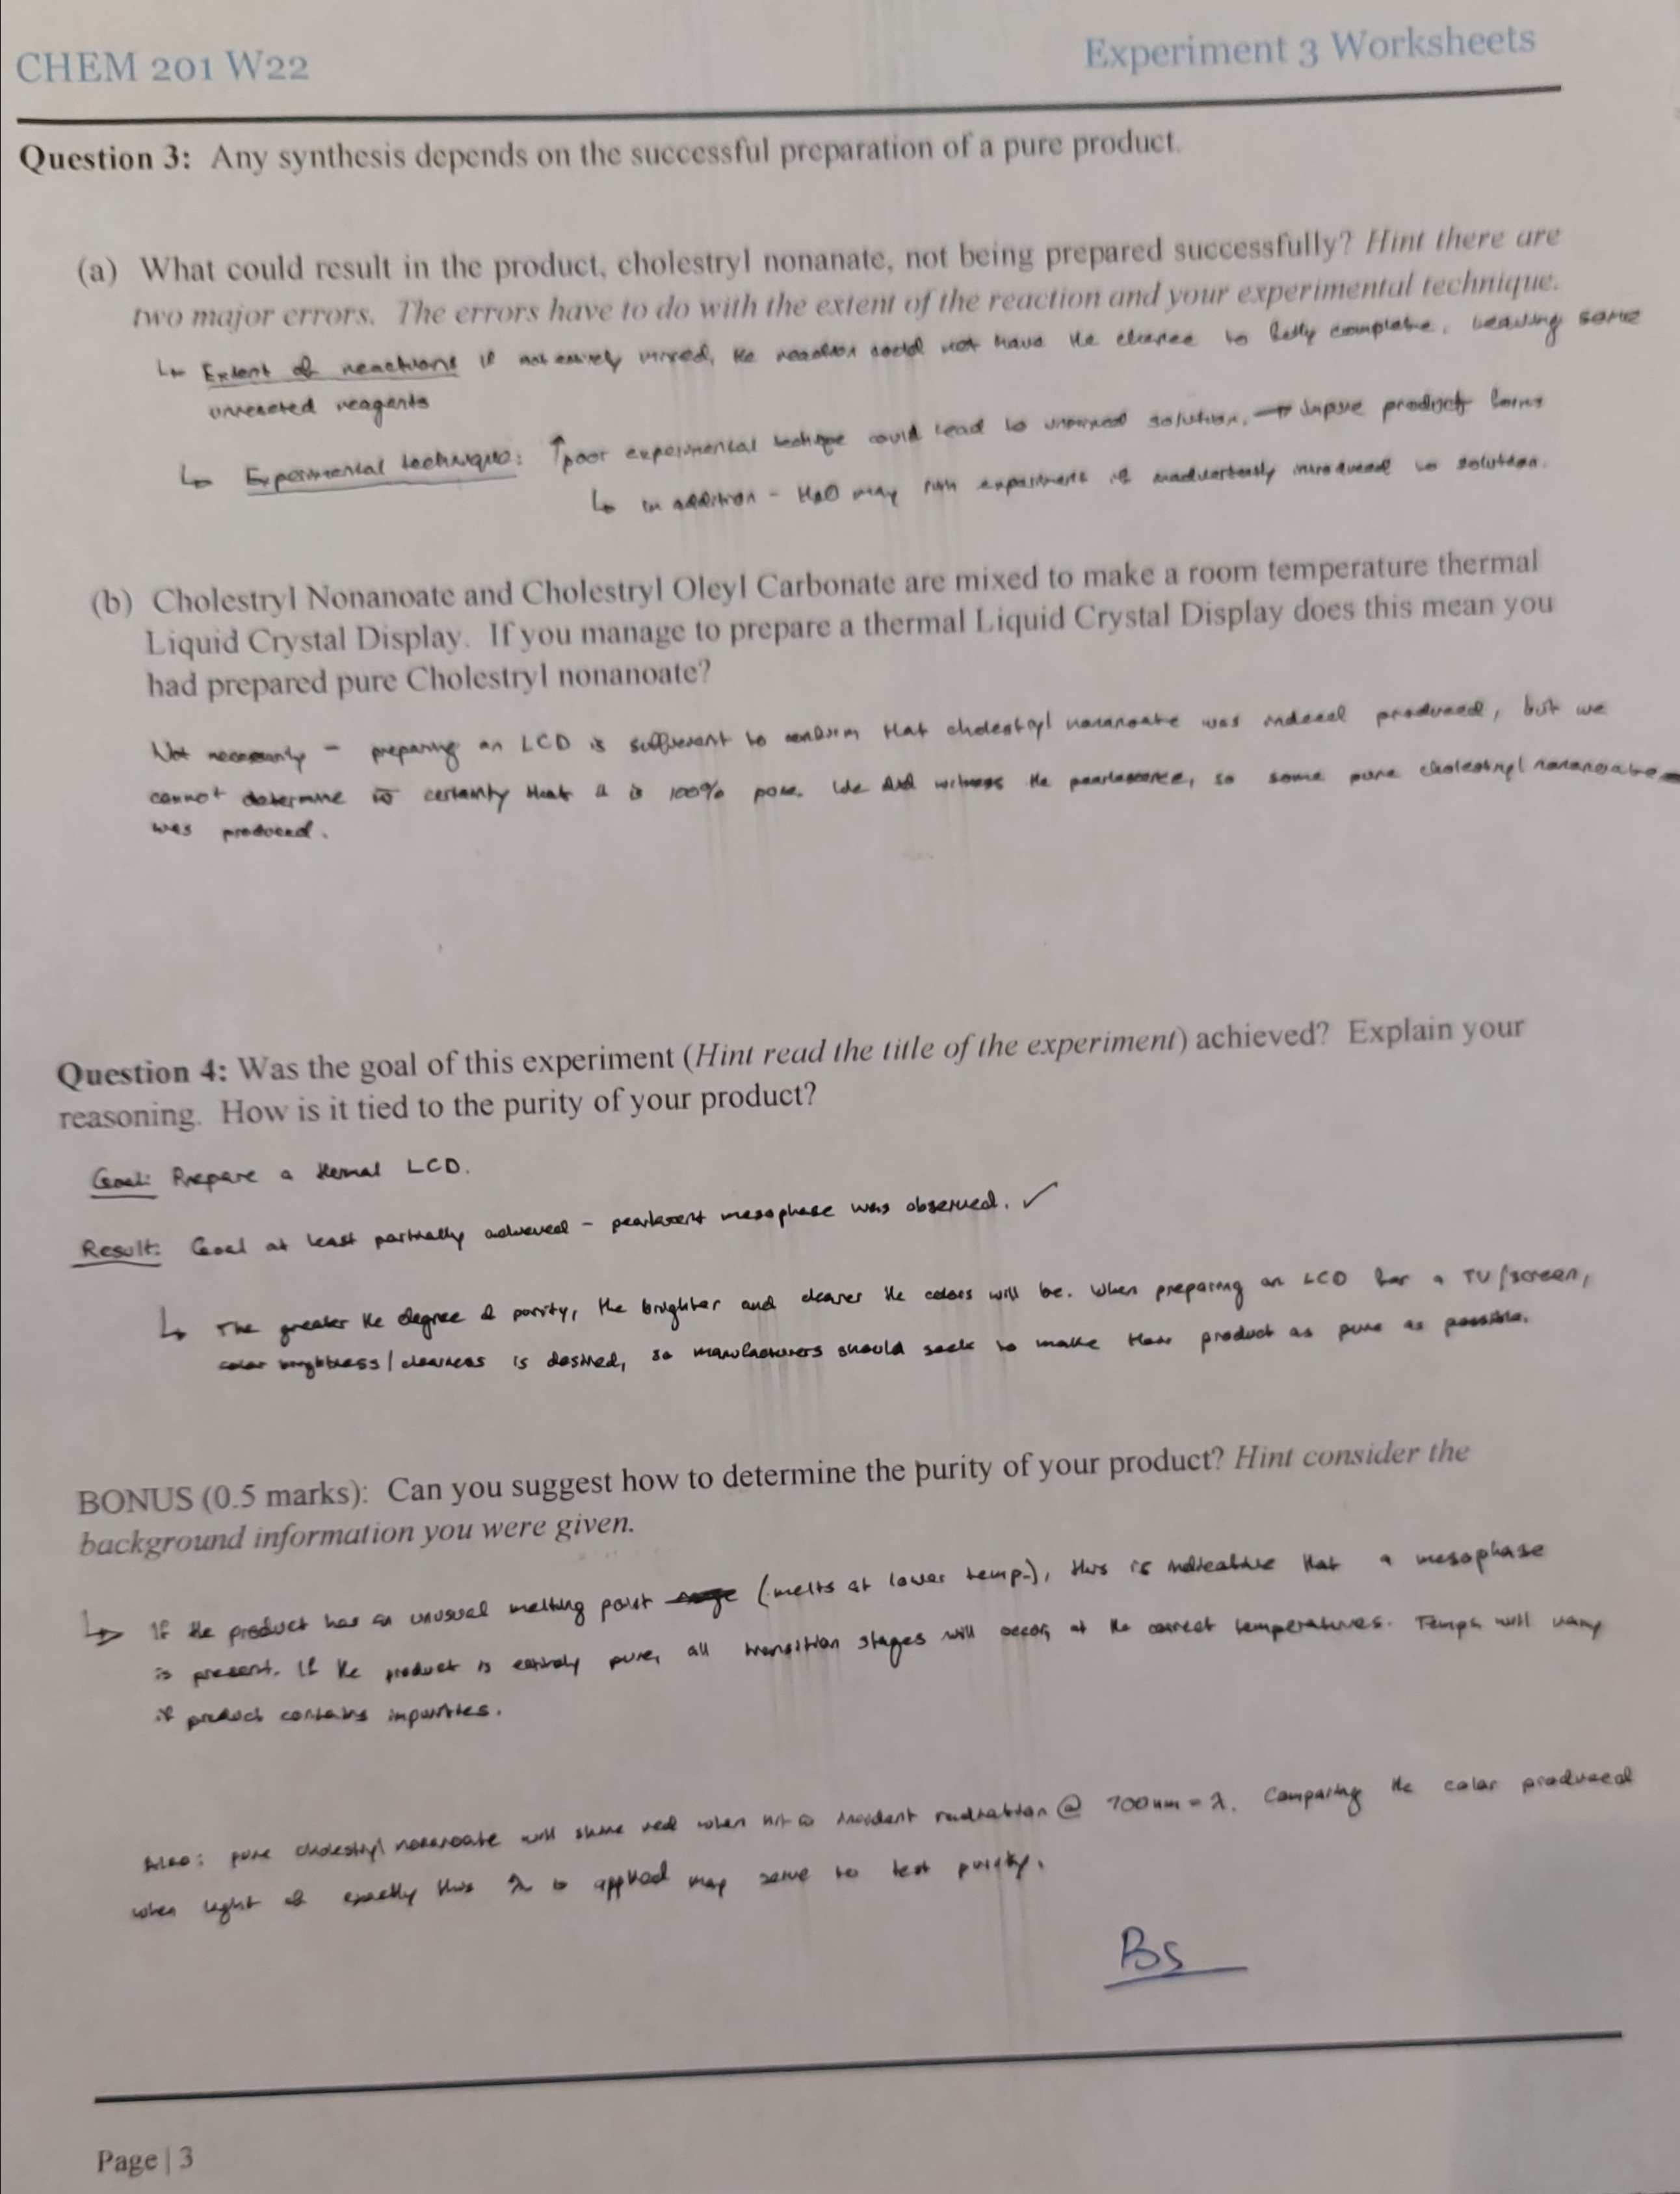 CHEM 201 W22
Experiment 3 Worksheets
Question 3: Any synthesis depends on the successful preparation of a pure product.
(a) What could result in the product, cholestryl nonanate, not being prepared successfully? Hint there are
two major errors. The errors have to do with the extent of the reaction and your experimental technique.
↳ Extent of reactions if not entirely mixed, the reaction could not have the chance to fully complete, leaving some
unreacted reagents
↳ Experimental technique: ↑ poor experimental could lead to solution, → product forms
↳ in addition - H2O may ruin experiment if inadvertently introduced to solution.
(b) Cholestryl Nonanoate and Cholestryl Oleyl Carbonate are mixed to make a room temperature thermal
Liquid Crystal Display. If you manage to prepare a thermal Liquid Crystal Display does this mean you
had prepared pure Cholestryl nonanoate?
Not necessarily - preparing an LCD is sufficient to confirm that cholestryl nonanoate was indeed produced, but we
cannot determine w certainty that it is 100% pure. We did witness the pearlescence, so some pure cholestryl nonanoate
was produced.
Question 4: Was the goal of this experiment (Hint read the title of the experiment) achieved? Explain your
reasoning. How is it tied to the purity of your product?
Goal: Prepare a thermal LCD.
Result: Goal at least partially achieved - pearlescent mesophase was observed. ✓
↳ The greater the degree of purity, the brighter and clearer the colors will be. When preparing an LCD for a TV/screen,
color brightness/clearness is desired, so manufacturers should seek to make their product as pure as possible.
BONUS (0.5 marks): Can you suggest how to determine the purity of your product? Hint consider the
background information you were given.
↳ If the product has an unusual melting point (melts at lower temp.), this is indicative that a mesophase
is present. If the product is entirely pure, all transition stages will occur at the correct temperatures. Temps will vary
if product contains impurities.
Also: pure cholestryl nonanoate will shine red when hit w incident radiation @ 700nm = λ. Comparing the color produced
when light of exactly this λ is applied may serve to test purity.
BS
Page | 3